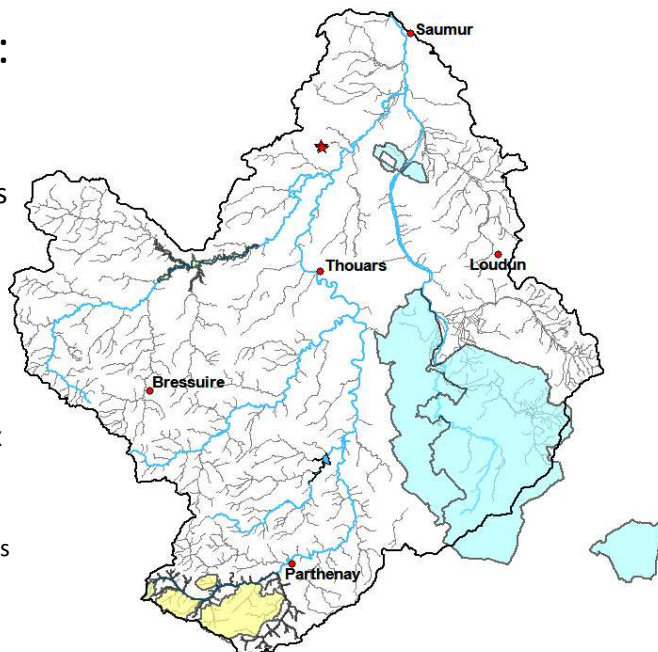 :
Saumur
s
Thouars
Loudun
Bressuire
x
s
Parthenay